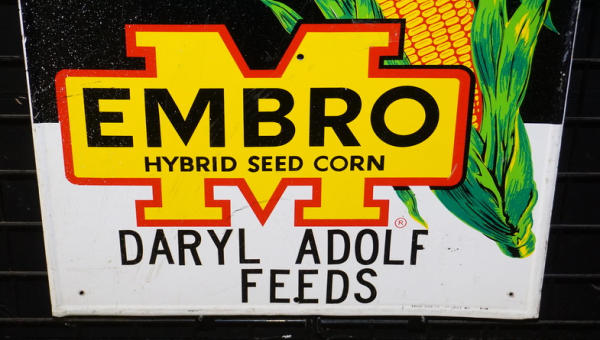 EMBRO
HYBRID SEED CORN
®
DARYL ADOLF
FEEDS